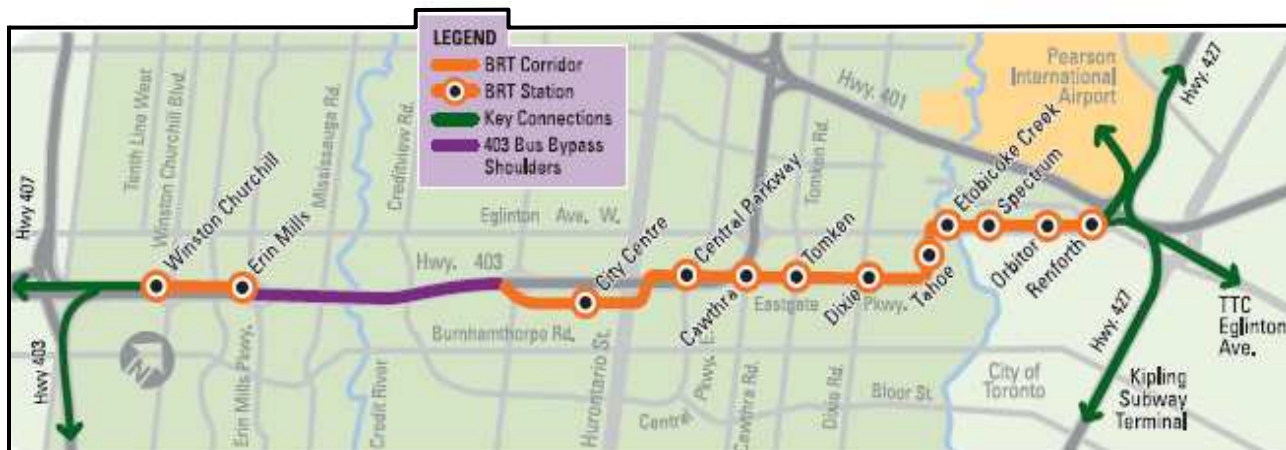 LEGEND
BRT Corridor
BRT Station
Key Connections
403 Bus Bypass
Shoulders
Hwy 407
Tenth Line West
Winston Churchill Blvd.
Winston Churchill
Erin Mills
Mississauga Rd.
Creditview Rd.
Eglinton Ave. W.
Hwy. 403
City Centre
Central Parkway
Hwy. 401
Tomken Rd.
Tomken
Etobicoke Creek
Spectrum
Pearson
International
Airport
Hwy. 427
Cawthra
Eastgate
Pkwy.
Dixie
Tahoe
Orbitor
Renforth
Hwy. 427
TTC
Eglinton
Ave.
Hwy 403
N
Erin Mills Pkwy.
Credit River
Burnhamthorpe Rd.
Hurontario St.
Pkwy. E.
Cawthra Rd.
Dixie Rd.
Bloor St.
City of
Toronto
Kipling
Subway
Terminal